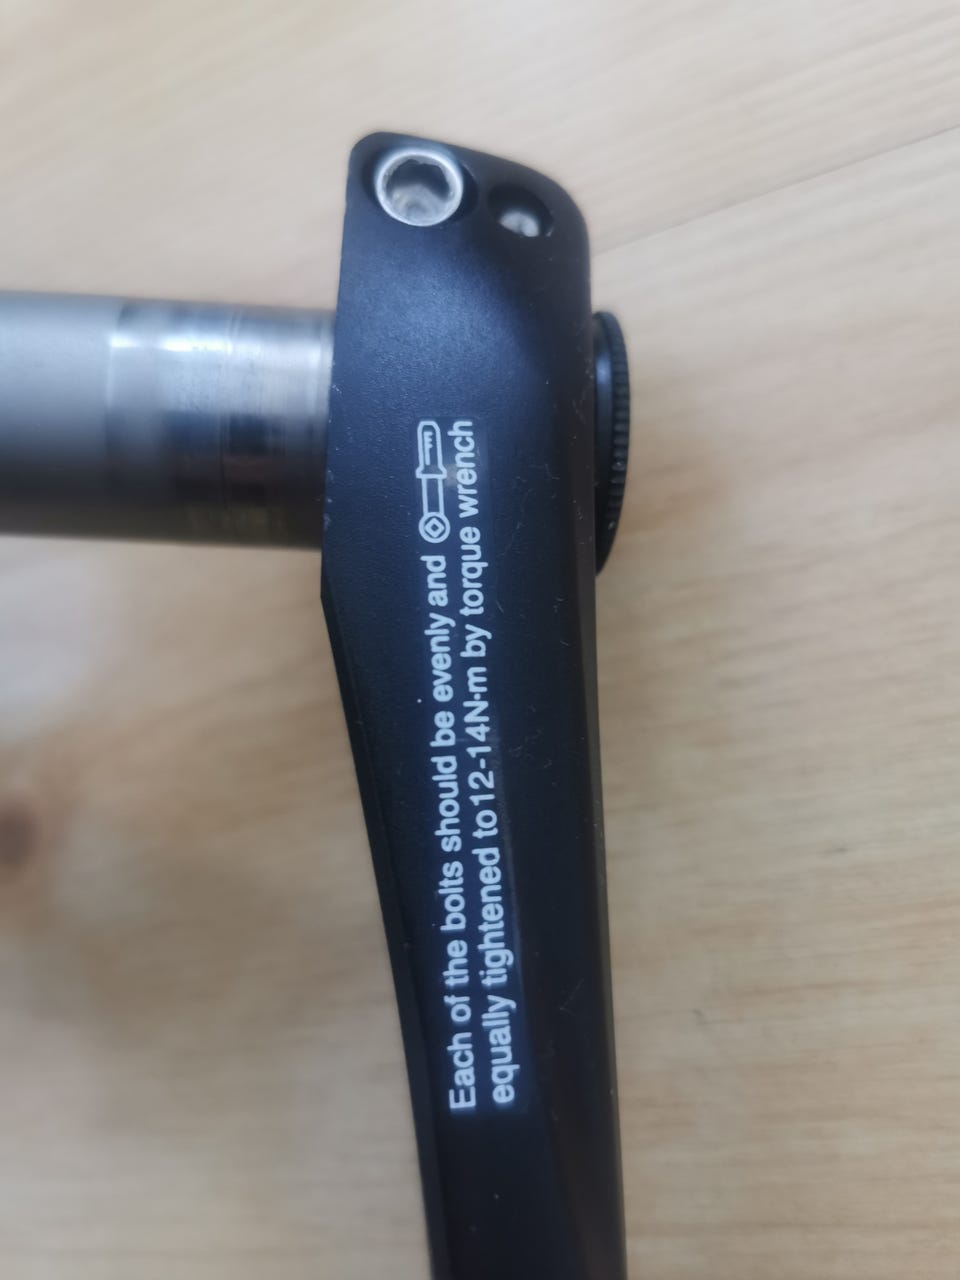 Each of the bolts should be evenly and
equally tightened to12-14N·m by torque wrench